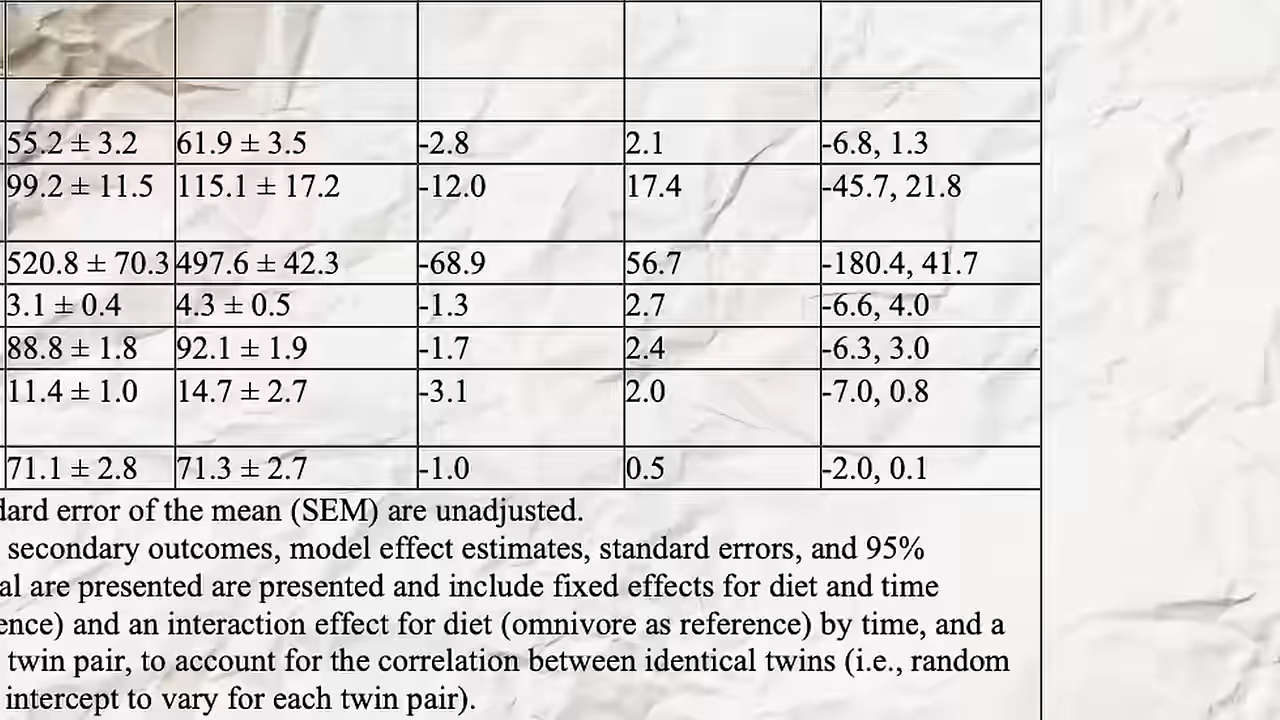 55.2 ± 3.2 61.9 ± 3.5 -2.8 2.1 -6.8, 1.3
99.2 ± 11.5 115.1 ± 17.2 -12.0 17.4 -45.7, 21.8
520.8 ± 70.3 497.6 ± 42.3 -68.9 56.7 -180.4, 41.7
3.1 ± 0.4 4.3 ± 0.5 -1.3 2.7 -6.6, 4.0
88.8 ± 1.8 92.1 ± 1.9 -1.7 2.4 -6.3, 3.0
11.4 ± 1.0 14.7 ± 2.7 -3.1 2.0 -7.0, 0.8
71.1 ± 2.8 71.3 ± 2.7 -1.0 0.5 -2.0, 0.1
dard error of the mean (SEM) are unadjusted.
secondary outcomes, model effect estimates, standard errors, and 95%
al are presented are presented and include fixed effects for diet and time
ence) and an interaction effect for diet (omnivore as reference) by time, and a
twin pair, to account for the correlation between identical twins (i.e., random
intercept to vary for each twin pair).